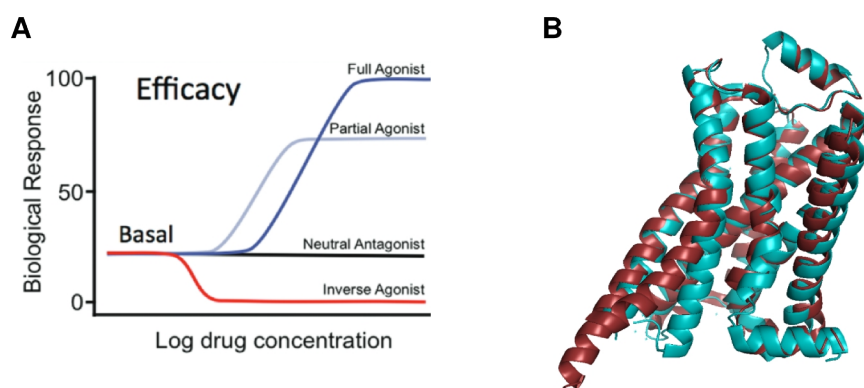 A
B
Efficacy
Full Agonist
100
Partial Agonist
50
Basal
Neutral Antagonist
Inverse Agonist
0
Biological Response
Log drug concentration